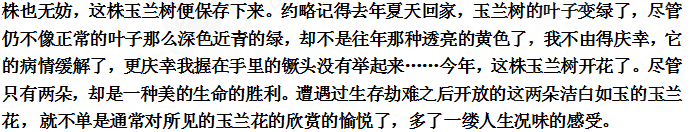 株也无妨，这株玉兰树便保存下来。约略记得去年夏天回家，玉兰树的叶子变绿了，尽管
仍不像正常的叶子那么深色近青的绿，却不是往年那种透亮的黄色了，我不由得庆幸，它
的病情缓解了，更庆幸我握在手里的镢头没有举起来……今年，这株玉兰树开花了。尽管
只有两朵，却是一种美的生命的胜利。遭遇过生存劫难之后开放的这两朵洁白如玉的玉兰
花，就不单是通常对所见的玉兰花的欣赏的愉悦了，多了一缕人生况味的感受。